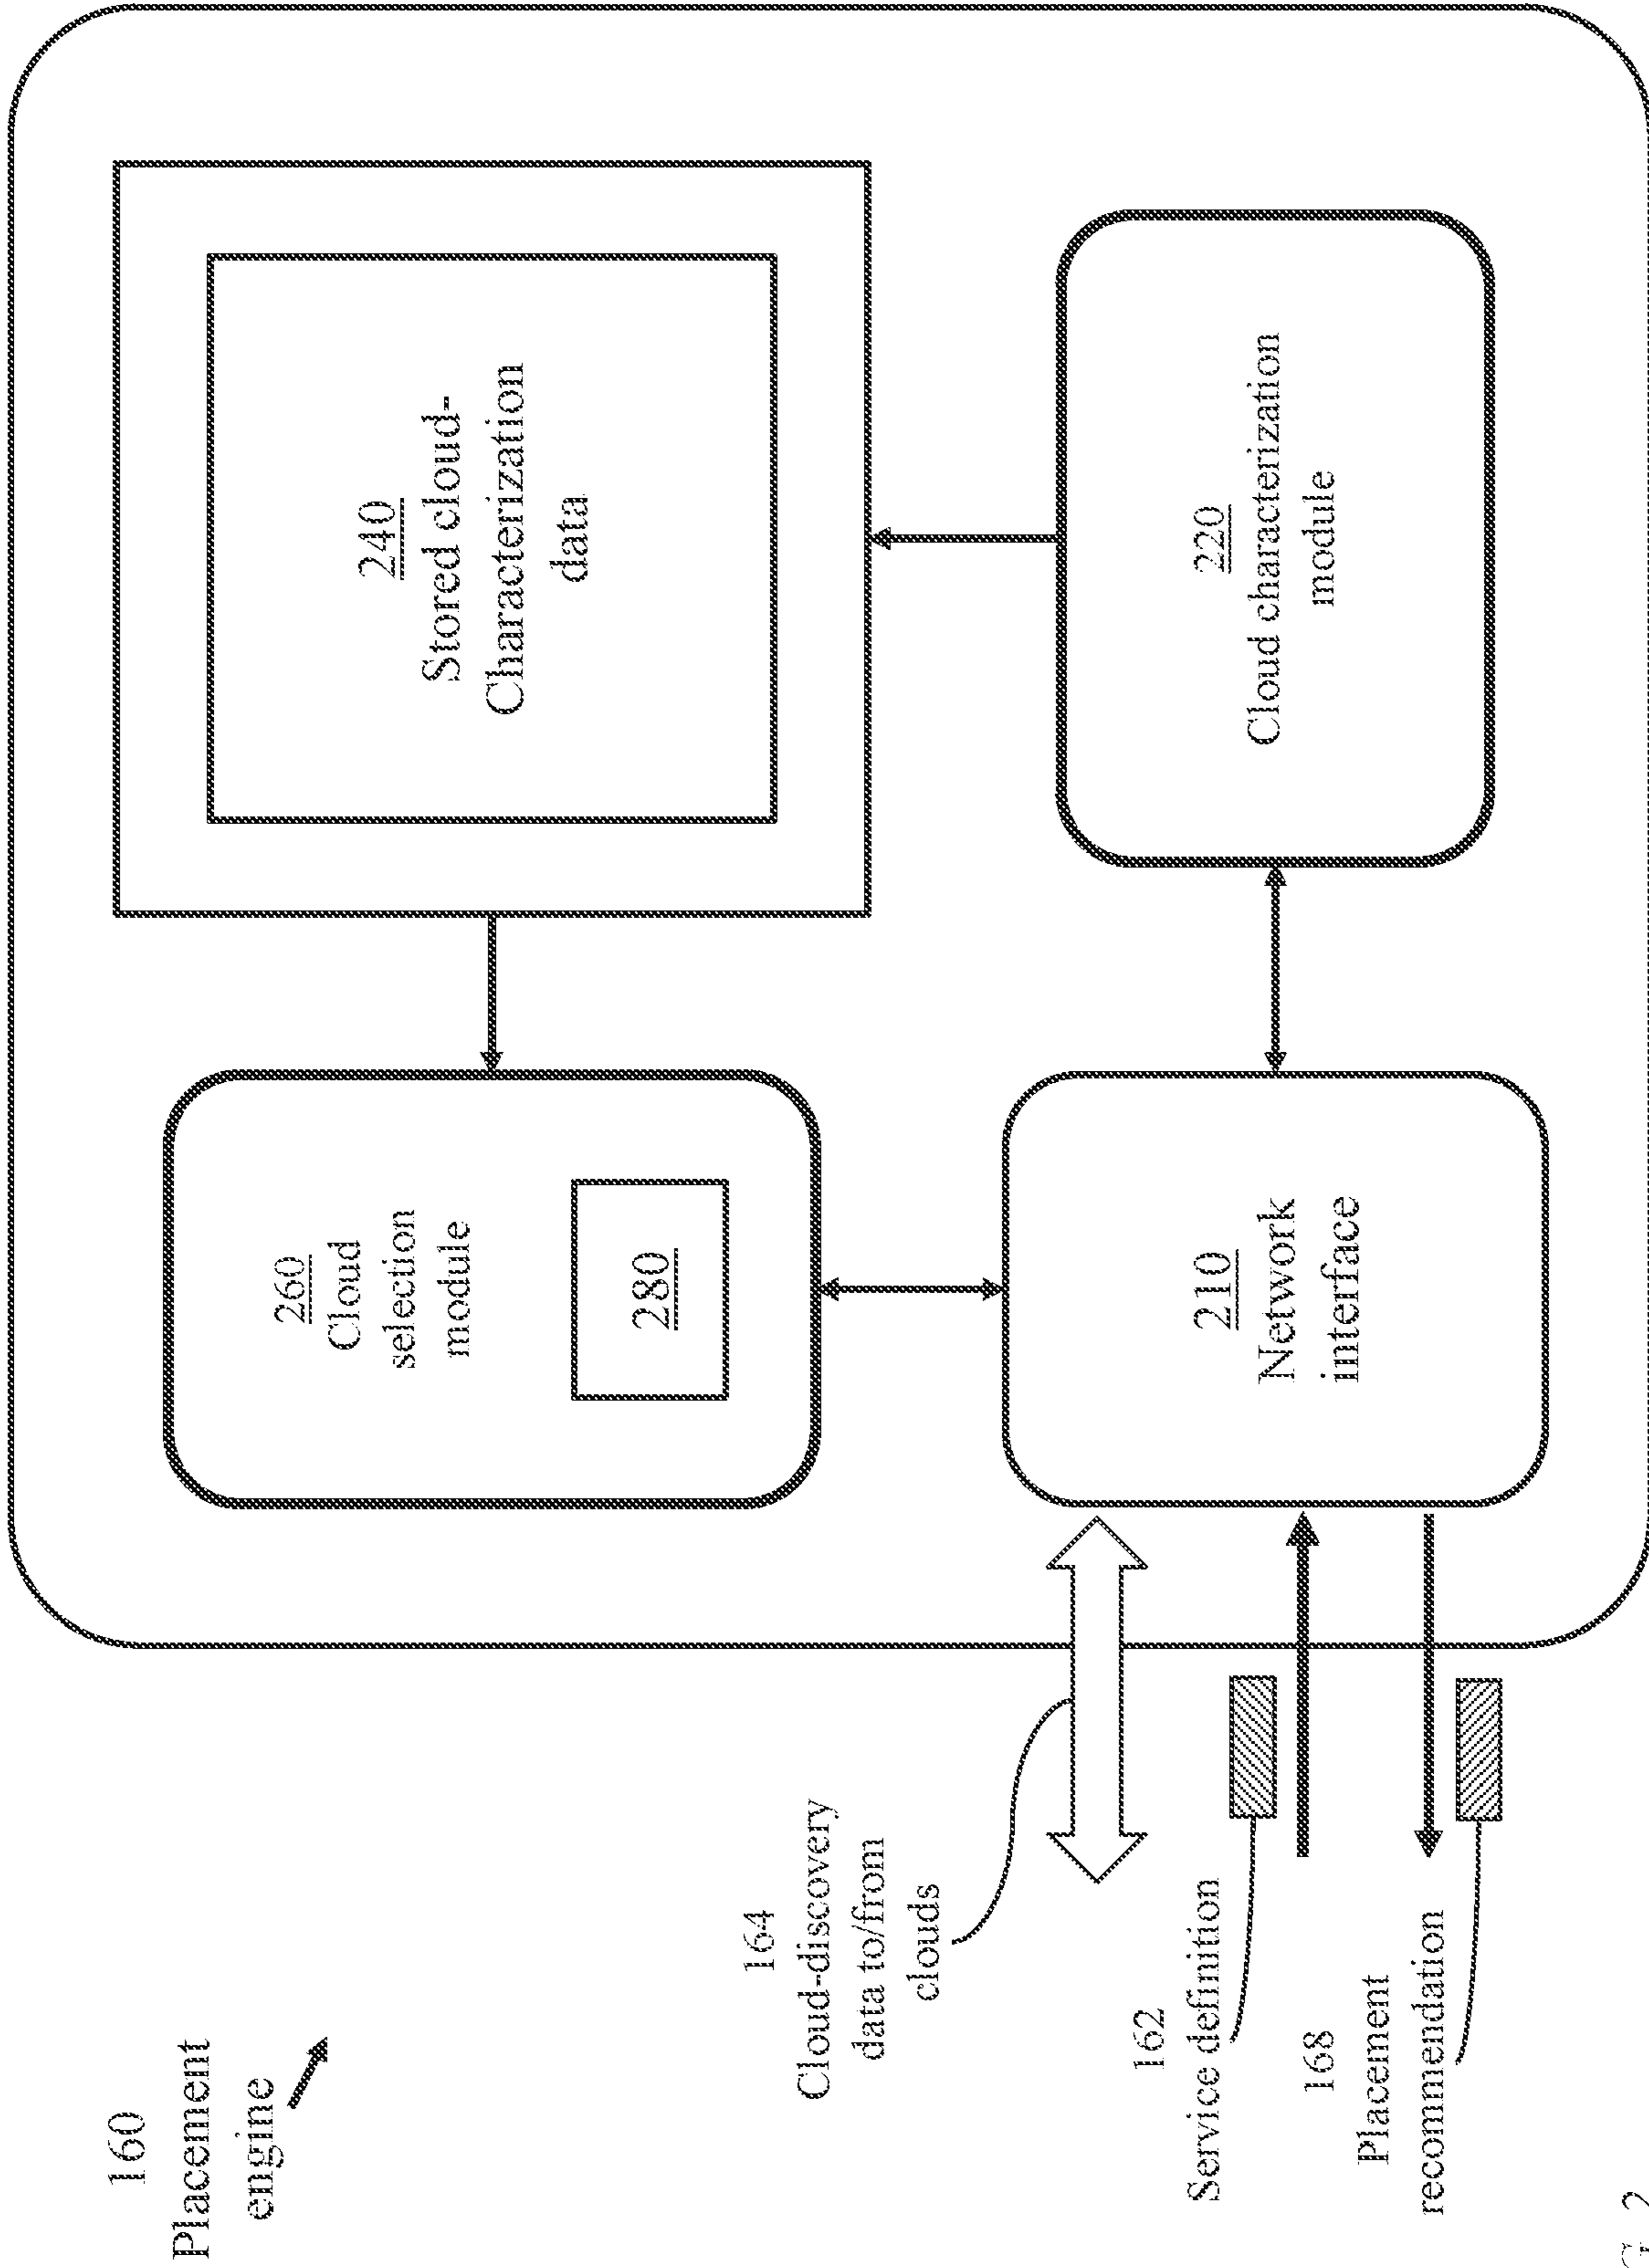 160
Placement
engine
164
Cloud-discovery
data to/from
clouds
162
Service definition
168
Placement
recommendation
260
Cloud
selection
module
280
210
Network
interface
240
Stored cloud-
Characterization
data
220
Cloud characterization
module